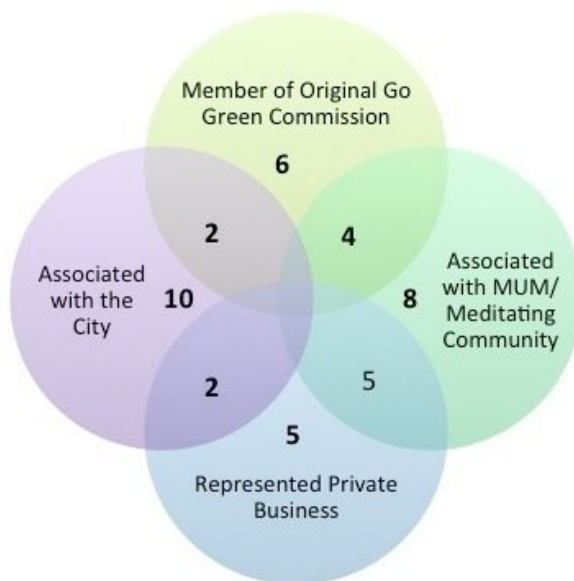 Member of Original Go
Green Commission
6
2
4
Associated
with the
City
10
8
Associated
with MUM/
Meditating
Community
2
5
5
Represented Private
Business